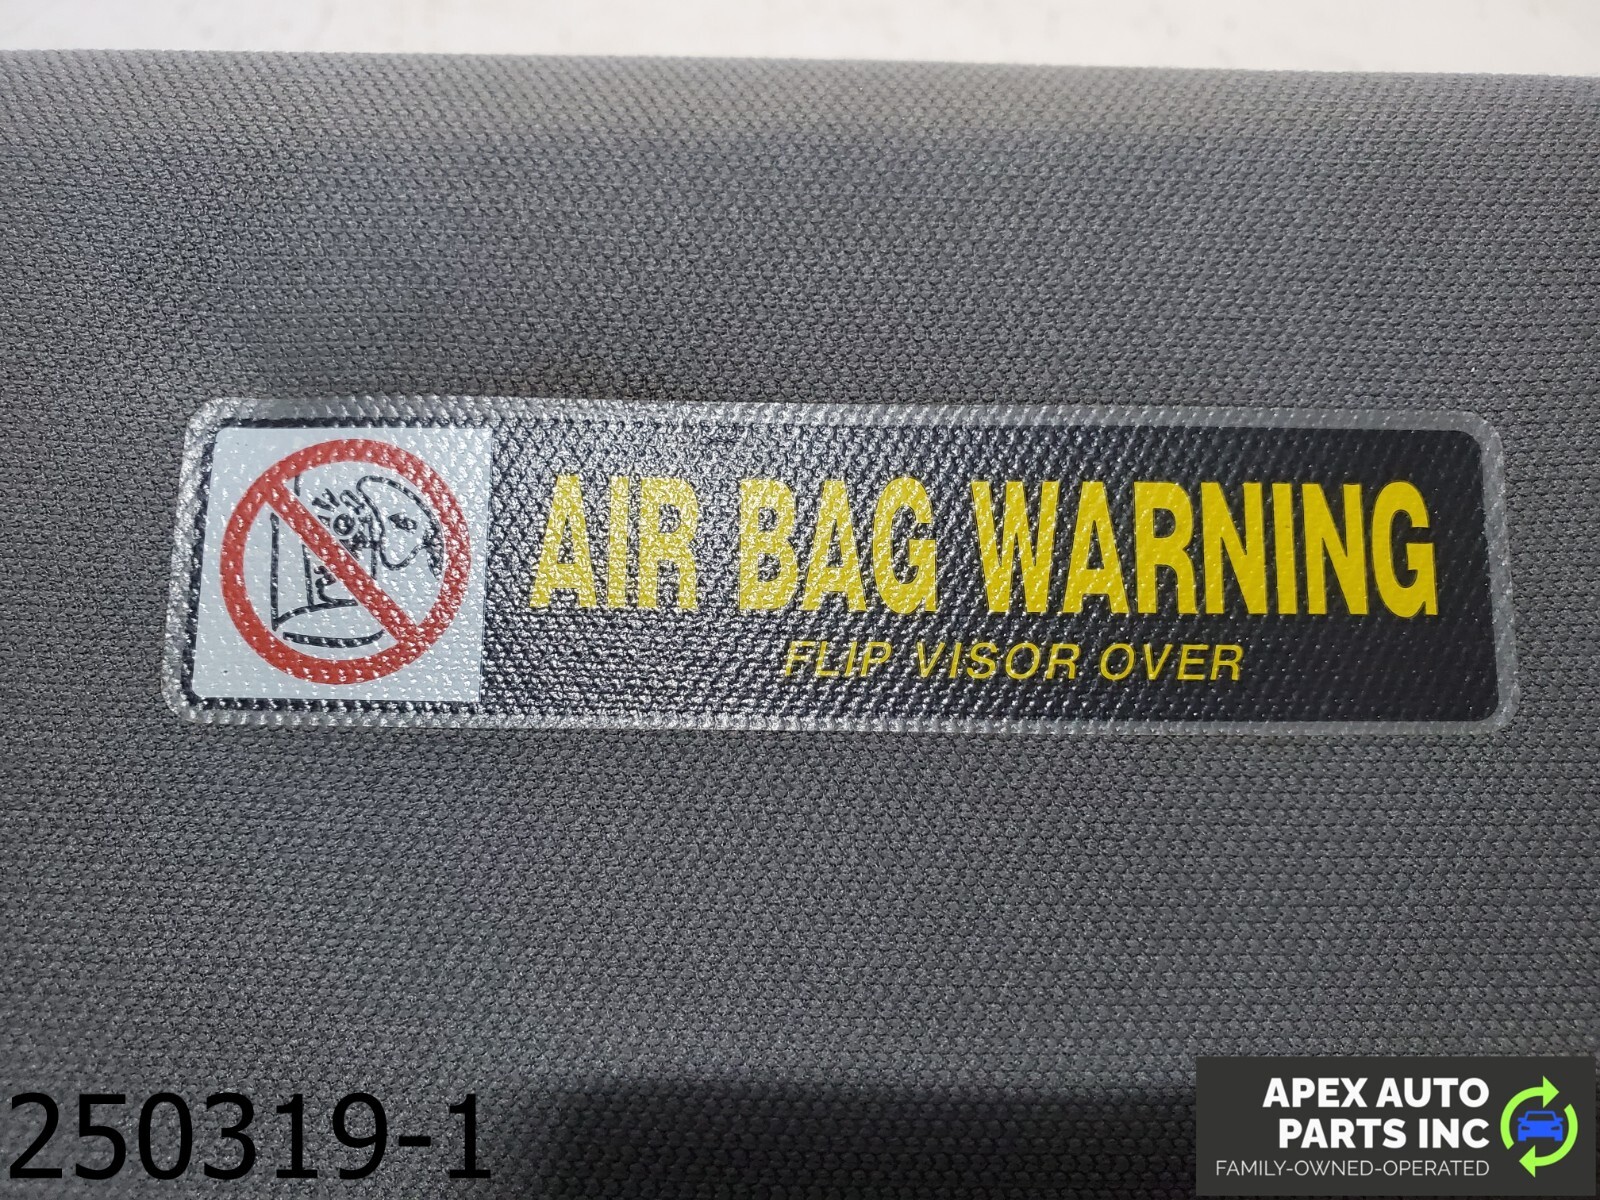 AIR BAG WARNING
FLIP VISOR OVER
250319-1
APEX AUTO
PARTS INC
FAMILY-OWNED-OPERATED